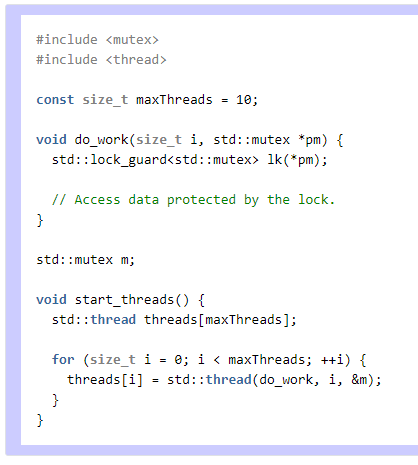 #include <mutex>
#include <thread>

const size_t maxThreads = 10;

void do_work(size_t i, std::mutex *pm) {
  std::lock_guard<std::mutex> lk(*pm);

  // Access data protected by the lock.
}

std::mutex m;

void start_threads() {
  std::thread threads[maxThreads];

  for (size_t i = 0; i < maxThreads; ++i) {
    threads[i] = std::thread(do_work, i, &m);
  }
}